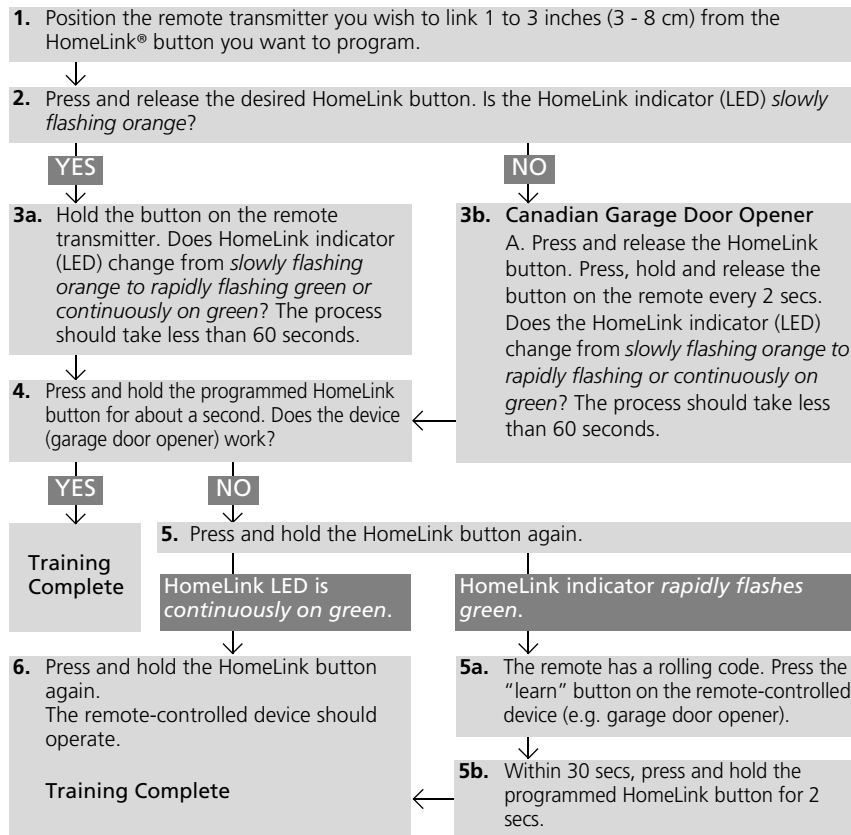 1. Position the remote transmitter you wish to link 1 to 3 inches (3 - 8 cm) from the
HomeLink® button you want to program.
2. Press and release the desired HomeLink button. Is the HomeLink indicator (LED) slowly
flashing orange?
YES
NO
3a. Hold the button on the remote
transmitter. Does HomeLink indicator
(LED) change from slowly flashing
orange to rapidly flashing green or
continuously on green? The process
should take less than 60 seconds.
3b. Canadian Garage Door Opener
A. Press and release the HomeLink
button. Press, hold and release the
button on the remote every 2 secs.
Does the HomeLink indicator (LED)
change from slowly flashing orange to
rapidly flashing or continuously on
green? The process should take less
than 60 seconds.
4. Press and hold the programmed HomeLink
button for about a second. Does the device
(garage door opener) work?
YES
NO
Training
Complete
5. Press and hold the HomeLink button again.
HomeLink LED is
continuously on green.
HomeLink indicator rapidly flashes
green.
6. Press and hold the HomeLink button
again.
The remote-controlled device should
operate.
Training Complete
5a. The remote has a rolling code. Press the
“learn” button on the remote-controlled
device (e.g. garage door opener).
5b. Within 30 secs, press and hold the
programmed HomeLink button for 2
secs.